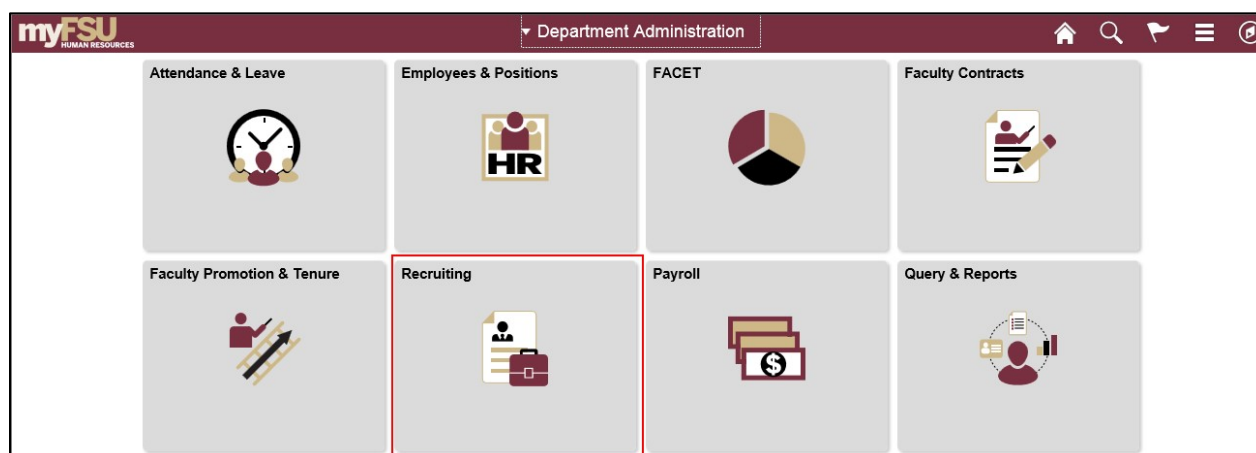 myFSU
HUMAN RESOURCES
Department Administration
Attendance & Leave
Employees & Positions
HR
FACET
Faculty Contracts
Faculty Promotion & Tenure
Recruiting
Payroll
$
Query & Reports